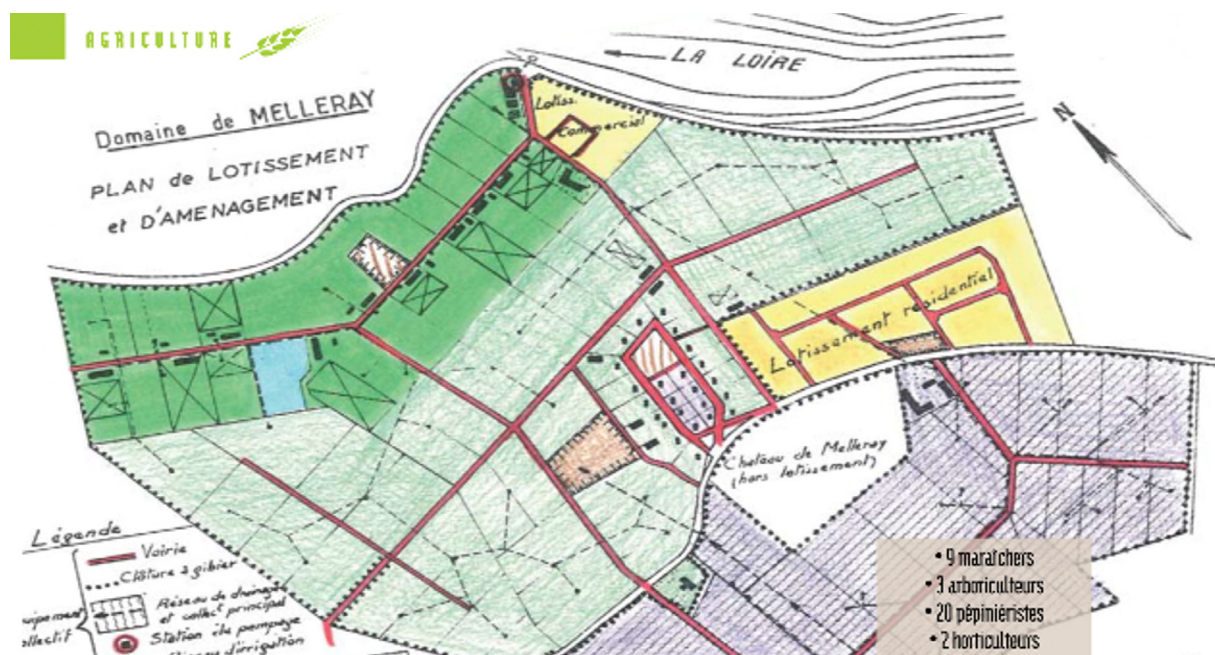 AGRICULTURE
LA LOIRE
N
P
Domaine de MELLERAY
PLAN de LOTISSEMENT
et D'AMENAGEMENT
Lotiss.
Commercial
Lotissement résidentiel
Chateau de Melleray
(hors lotissement)
Légende
Voirie
Clôture à gibier
Réseau de drainage
et collect principal
Station de pompage
d'irrigation
• 9 maraîchers
• 3 arboriculteurs
• 20 pépiniéristes
• 2 horticulteurs